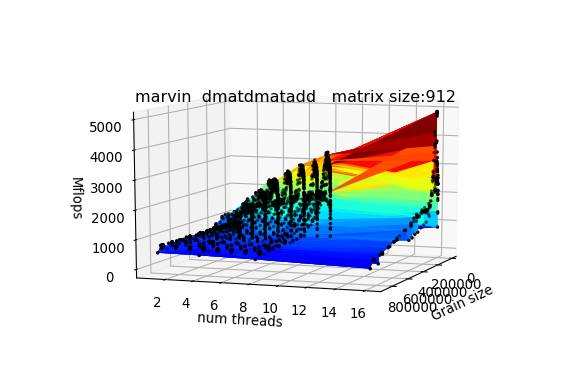 marvin  dmatdmatadd   matrix size:912
5000
4000
3000
2000
1000
0
Mflops
2 4 6 8 10 12 14 16
num threads
0
200000
400000
600000
800000
Grain size